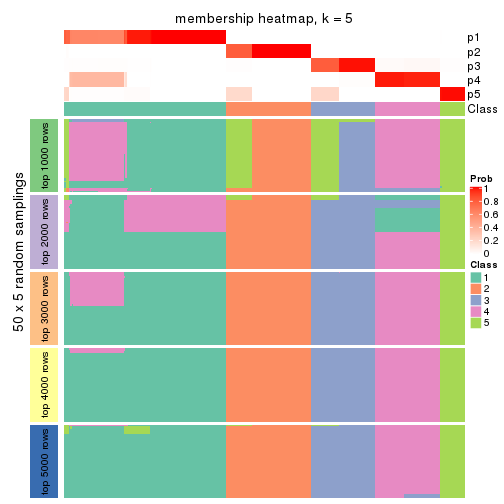 membership heatmap, k = 5
p1
p2
p3
p4
p5
Class
50 x 5 random samplings
top 1000 rows
top 2000 rows
top 3000 rows
top 4000 rows
top 5000 rows
Prob
1
0.8
0.6
0.4
0.2
0
Class
1
2
3
4
5